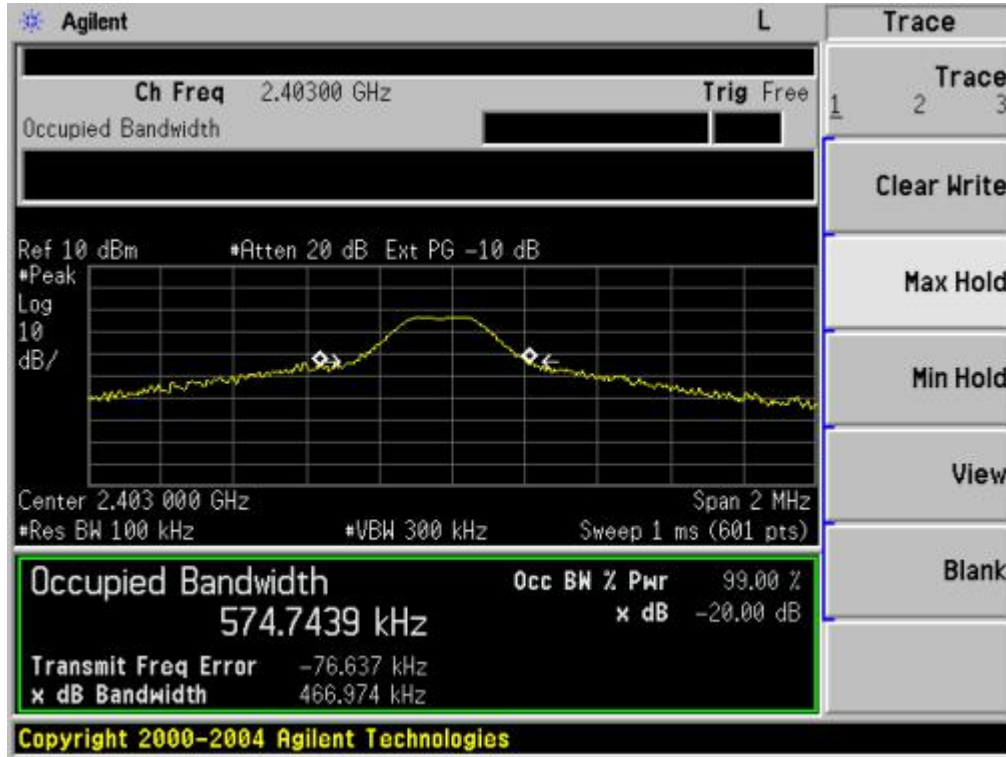 Agilent L Trace
Ch Freq 2.40300 GHz Trig Free
Occupied Bandwidth
Trace
1 2 3
Clear Write
Max Hold
Min Hold
View
Blank
Ref 10 dBm #Atten 20 dB Ext PG -10 dB
#Peak
Log
10
dB/
Center 2.403 000 GHz Span 2 MHz
#Res BW 100 kHz #VBW 300 kHz Sweep 1 ms (601 pts)
Occupied Bandwidth Occ BW % Pwr 99.00 %
574.7439 kHz x dB -20.00 dB
Transmit Freq Error -76.637 kHz
x dB Bandwidth 466.974 kHz
Copyright 2000-2004 Agilent Technologies